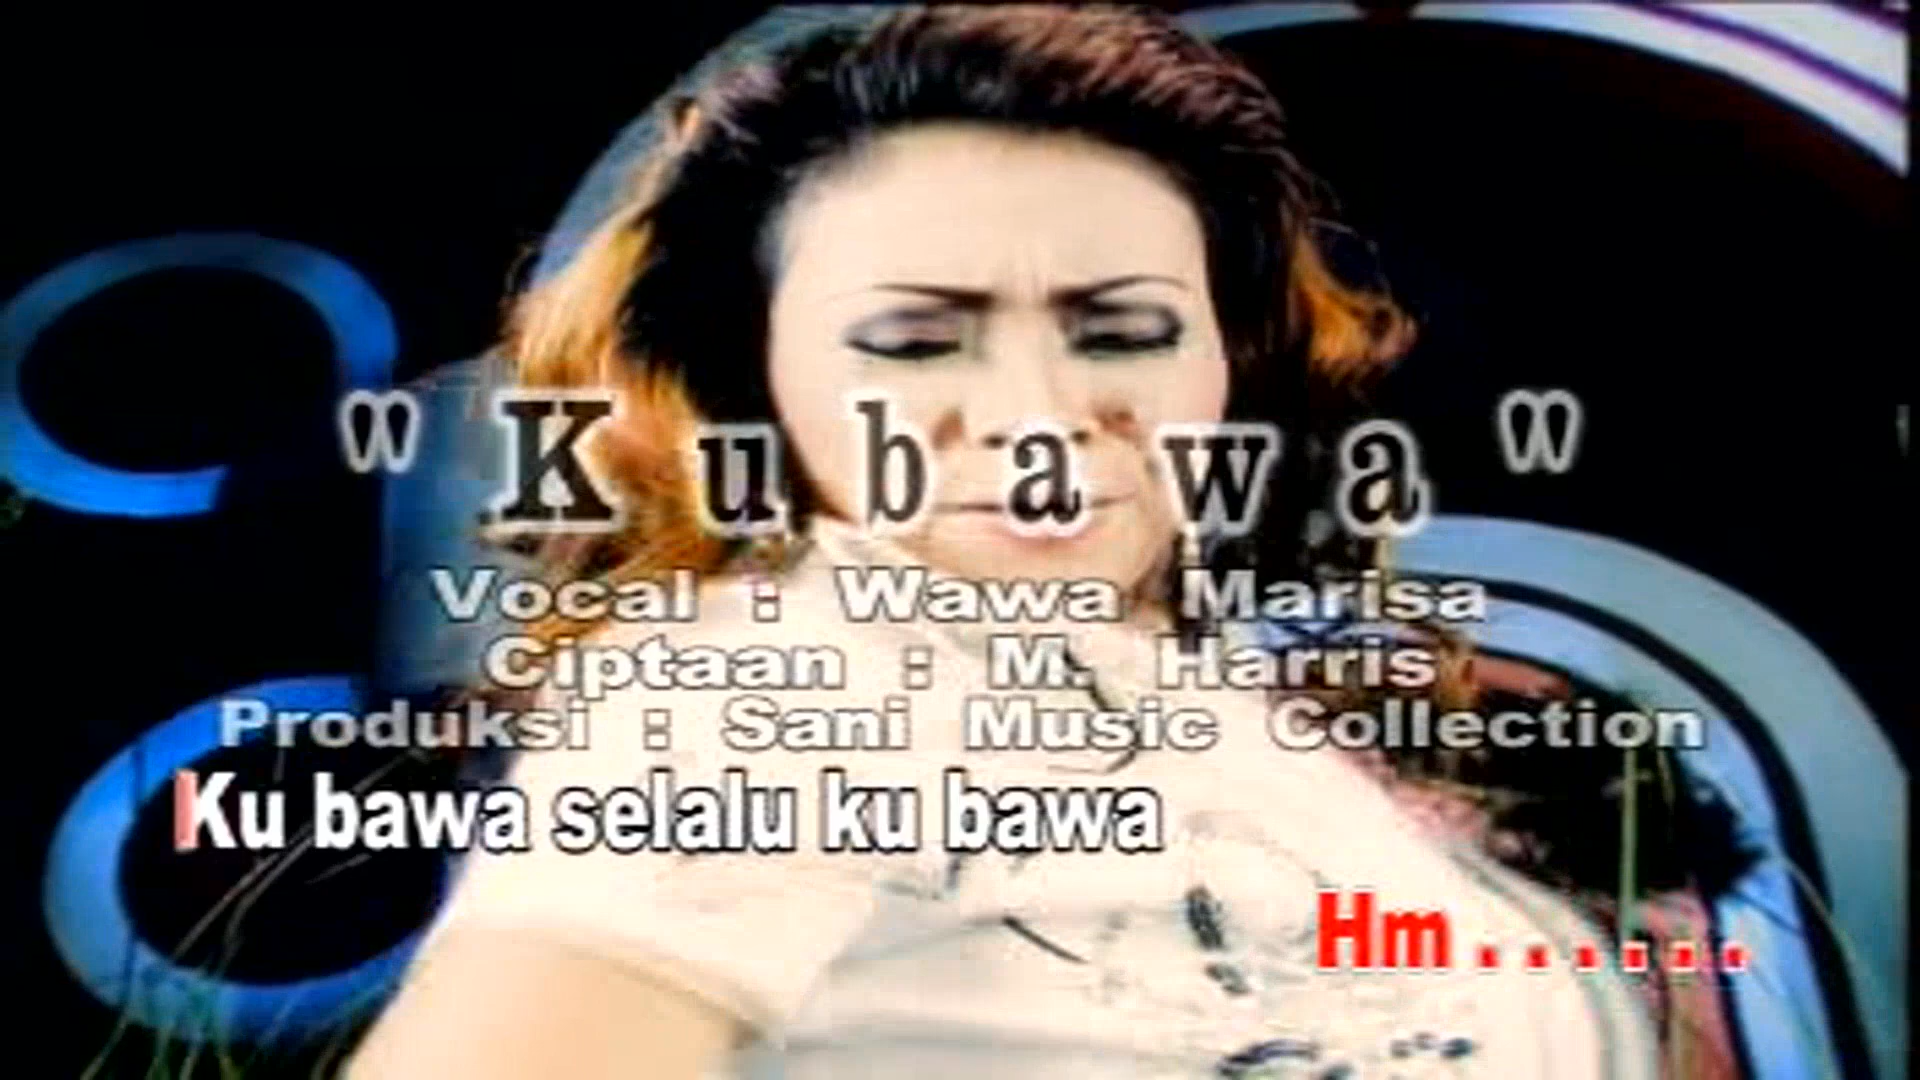 "Kubawa"
Vocal : Wawa Marisa
Ciptaan : M. Harris
Produksi : Sani Music Collection
Ku bawa selalu ku bawa
Hm.......